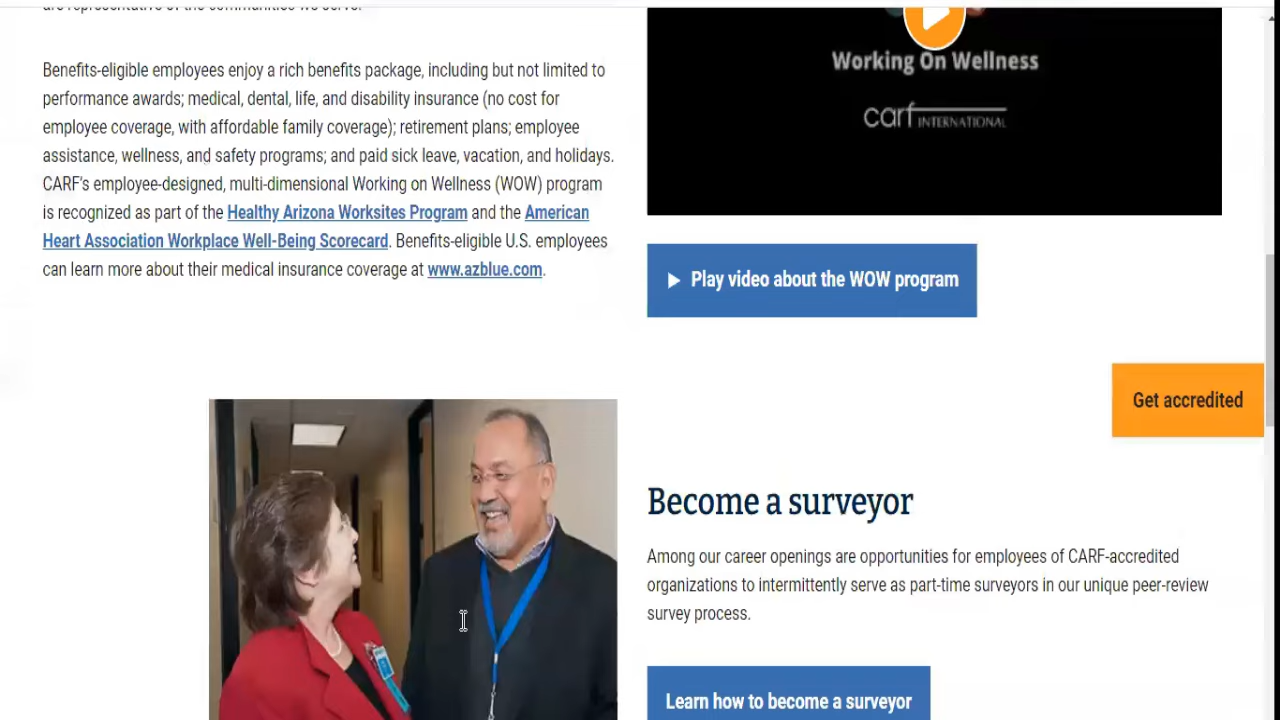 are representative of the communities we serve.
Benefits-eligible employees enjoy a rich benefits package, including but not limited to
performance awards; medical, dental, life, and disability insurance (no cost for
employee coverage, with affordable family coverage); retirement plans; employee
assistance, wellness, and safety programs; and paid sick leave, vacation, and holidays.
CARF's employee-designed, multi-dimensional Working on Wellness (WOW) program
is recognized as part of the Healthy Arizona Worksites Program and the American
Heart Association Workplace Well-Being Scorecard. Benefits-eligible U.S. employees
can learn more about their medical insurance coverage at www.azblue.com.
Working On Wellness
carf INTERNATIONAL
Play video about the WOW program
Get accredited
Become a surveyor
Among our career openings are opportunities for employees of CARF-accredited
organizations to intermittently serve as part-time surveyors in our unique peer-review
survey process.
Learn how to become a surveyor